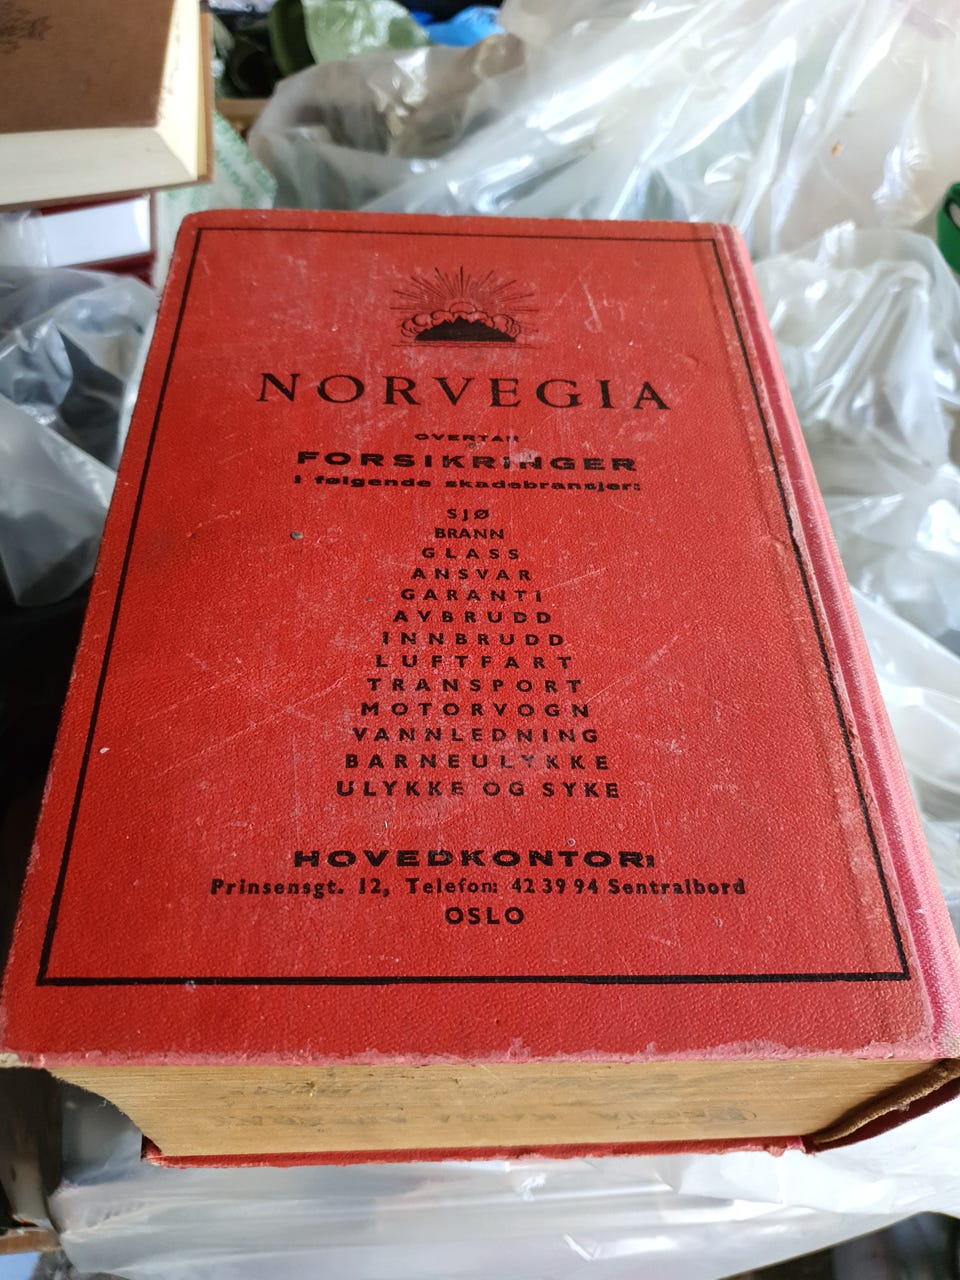 NORVEGIA
OVERTAR
FORSIKRINGER
i følgende skadebransjer:
SJØ
BRANN
GLASS
ANSVAR
GARANTI
AVBRUDD
INNBRUDD
LUFTFART
TRANSPORT
MOTORVOGN
VANNLEDNING
BARNEULYKKE
ULYKKE OG SYKE
HOVEDKONTOR:
Prinsensgt. 12, Telefon: 42 39 94 Sentralbord
OSLO